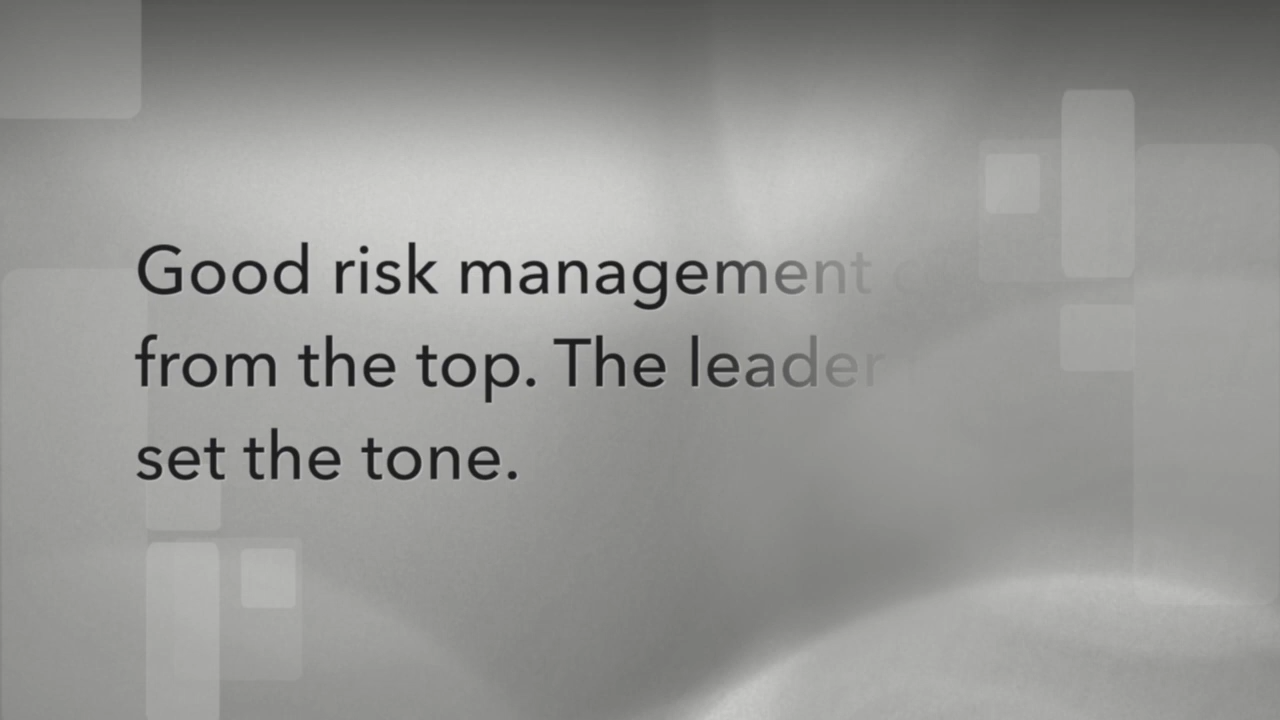 Good risk management
from the top. The leader
set the tone.